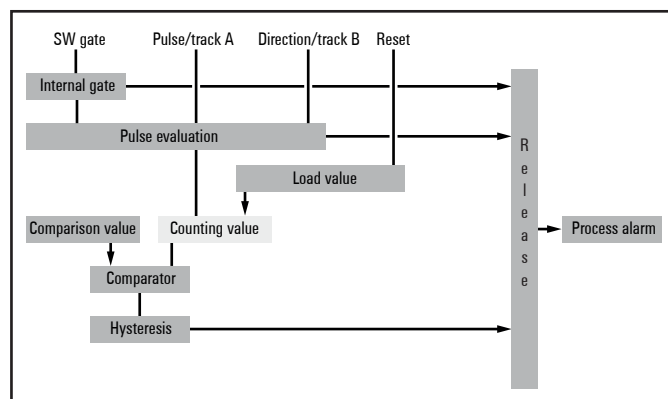 SW gate
Pulse/track A
Direction/track B
Reset
Internal gate
Pulse evaluation
Load value
Comparison value
Counting value
Comparator
Hysteresis
Release
Process alarm